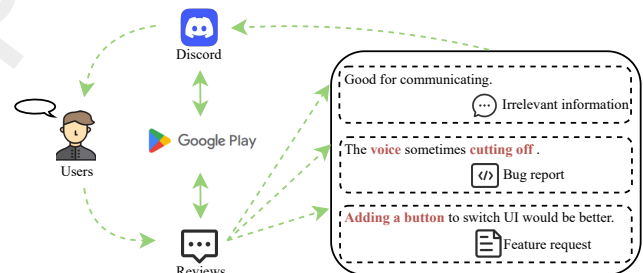 Discord
Good for communicating.
Irrelevant information
Google Play
The voice sometimes cutting off .
Users
Bug report
Adding a button to switch UI would be better.
Feature request
Reviews